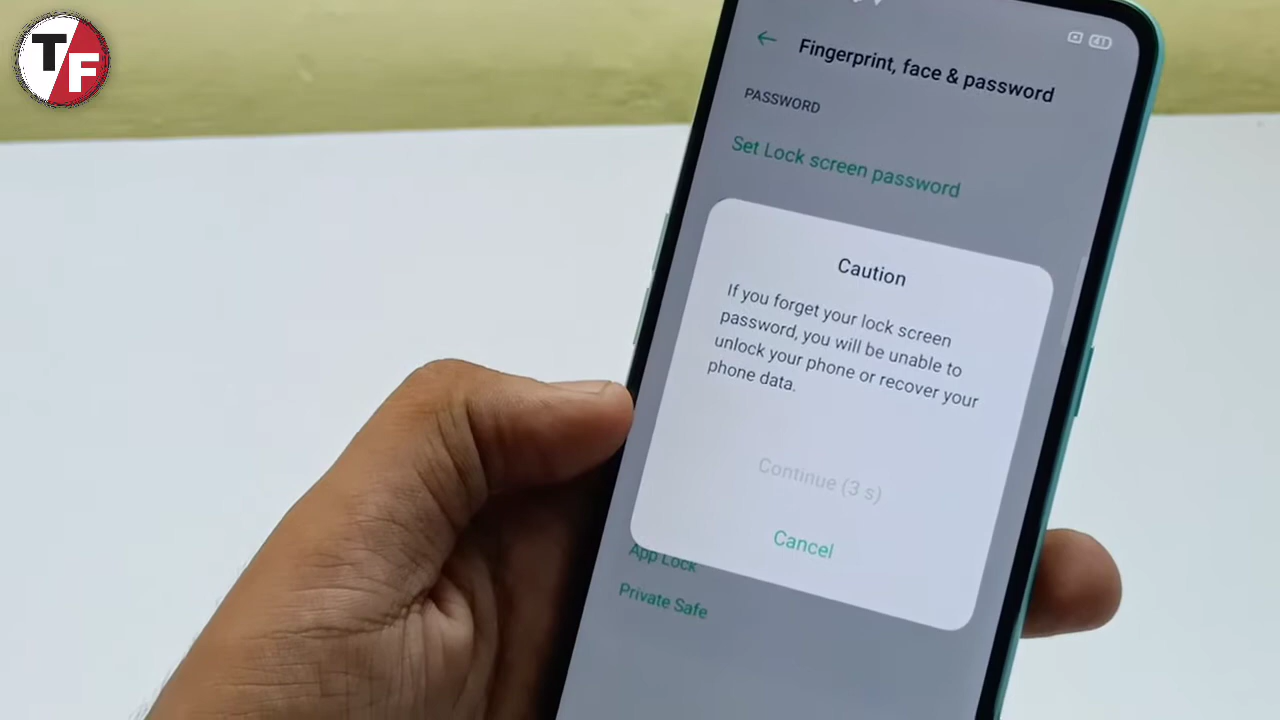 TF
41
Fingerprint, face & password
PASSWORD
Set Lock screen password
Caution
If you forget your lock screen
password, you will be unable to
unlock your phone or recover your
phone data.
Continue (3 s)
Cancel
App Lock
Private Safe